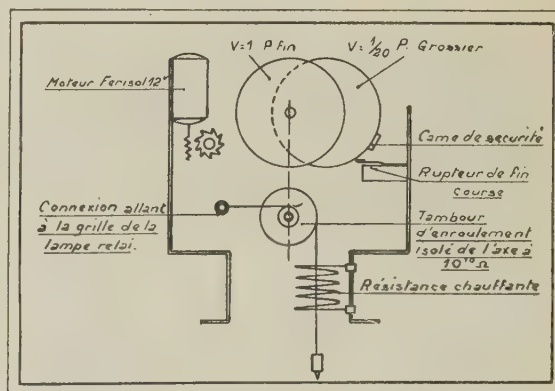 V=1 P fin
V=1/20 P. Grossier
Moteur Ferisol 12ᵛ
Came de sécurité
Rupteur de fin
Course
Connexion allant
à la grille de la
lampe relai.
Tambour
d'enroulement
isolé de l'axe à
10¹⁰ Ω
Résistance chauffante